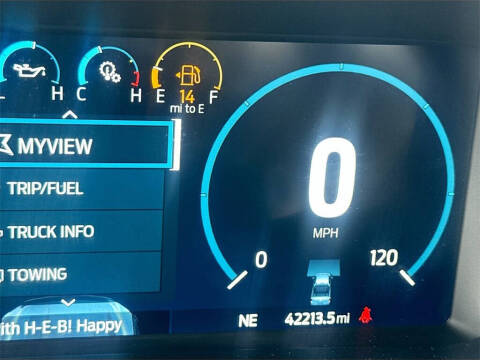 L H C H E F
14
mi to E
MYVIEW
TRIP/FUEL
TRUCK INFO
TOWING
ith H-E-B! Happy
0
MPH
0 120
NE 42213.5 mi